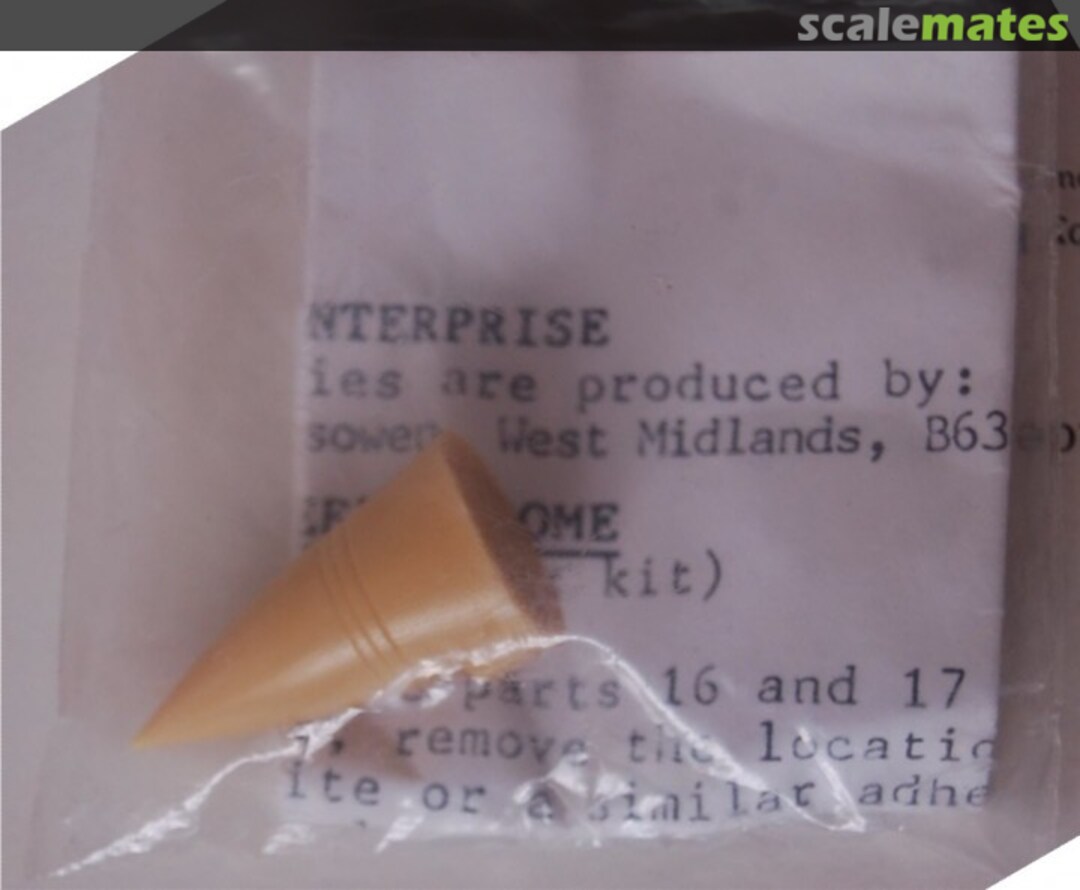 scalemates
NTERPRISE
ies are produced by:
sowen, West Midlands, B63
OME
kit)
parts 16 and 17
remove the locatio
ite or a similar adhe